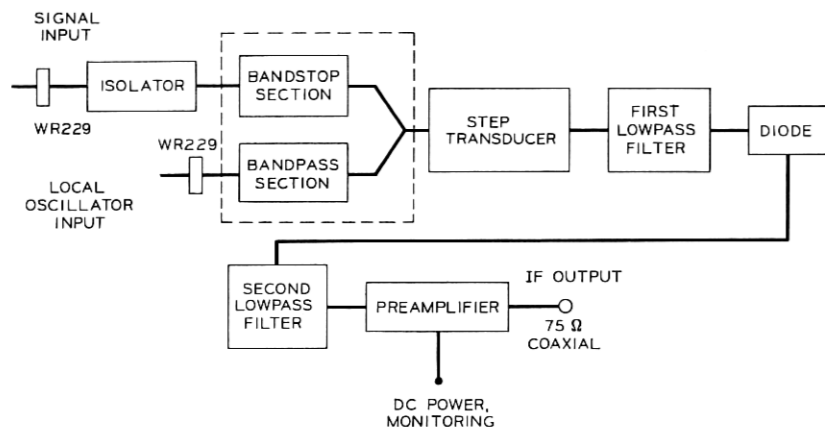 SIGNAL
INPUT
ISOLATOR
WR229
BANDSTOP
SECTION
WR229
BANDPASS
SECTION
LOCAL
OSCILLATOR
INPUT
STEP
TRANSDUCER
FIRST
LOWPASS
FILTER
DIODE
SECOND
LOWPASS
FILTER
PREAMPLIFIER
IF OUTPUT
75 Ω
COAXIAL
DC POWER,
MONITORING